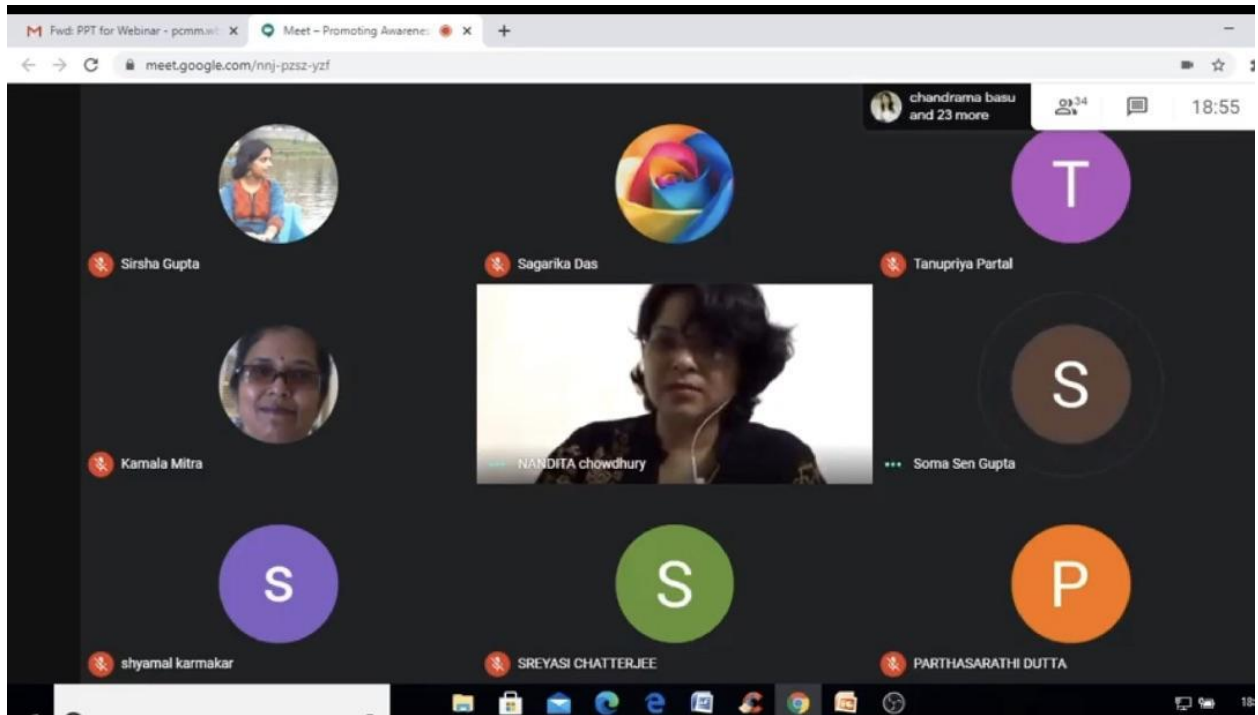 Fwd: PPT for Webinar - pcmm.wb
Meet – Promoting Awarenes
meet.google.com/nnj-pzsz-yzf
chandrama basu
and 23 more
34
18:55
T
Sirsha Gupta
Sagarika Das
Tanupriya Partal
S
Kamala Mitra
NANDITA chowdhury
Soma Sen Gupta
s
S
P
shyamal karmakar
SREYASI CHATTERJEE
PARTHASARATHI DUTTA